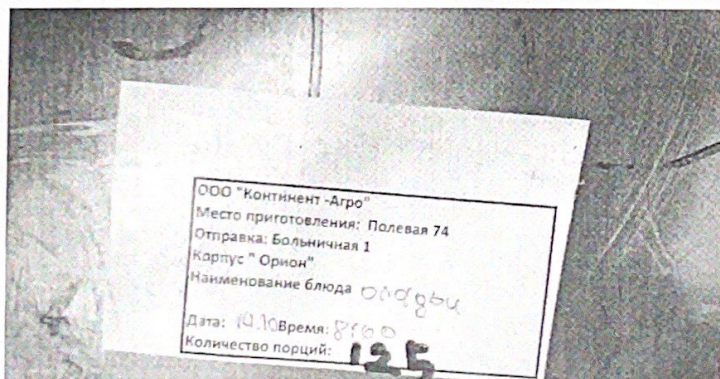 ООО "Континент -Агро"
Место приготовления: Полевая 74
Отправка: Больничная 1
Корпус " Орион"
Наименование блюда оладьи
Дата: 14.10 Время: 8:00
Количество порций: 125